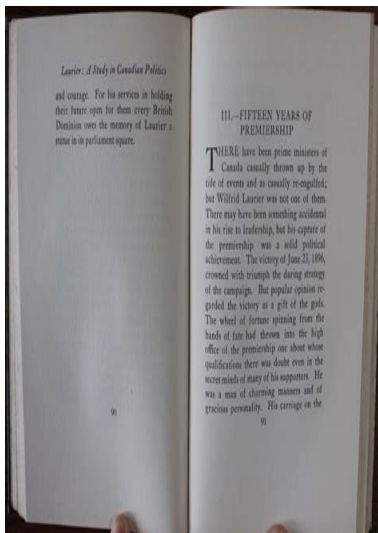 Laurier: A Study in Canadian Politics
and courage. For his services in holding
their future open for them every British
Dominion owes the memory of Laurier a
statue in its parliament square.
90
III.—FIFTEEN YEARS OF
PREMIERSHIP
THERE have been prime ministers of
Canada casually thrown up by the
tide of events and as casually re-engulfed;
but Wilfrid Laurier was not one of them.
There may have been something accidental
in his rise to leadership, but his capture of
the premiership was a solid political
achievement. The victory of June 23, 1896,
crowned with triumph the daring strategy
of the campaign. But popular opinion re-
garded the victory as a gift of the gods.
The wheel of fortune spinning from the
hands of fate had thrown into the high
office of the premiership one about whose
qualifications there was doubt even in the
secret minds of many of his supporters. He
was a man of charming manners and of
gracious personality. His carriage on the
91